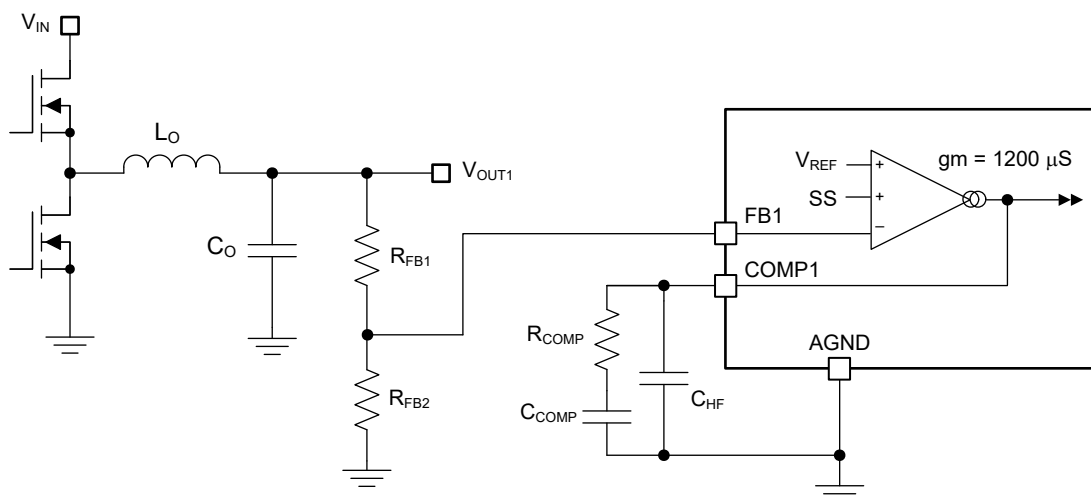 VIN
LO
VOUT1
CO
RFB1
RFB2
VREF
SS
gm = 1200 µS
+
+
−
FB1
COMP1
AGND
RCOMP
CCOMP
CHF